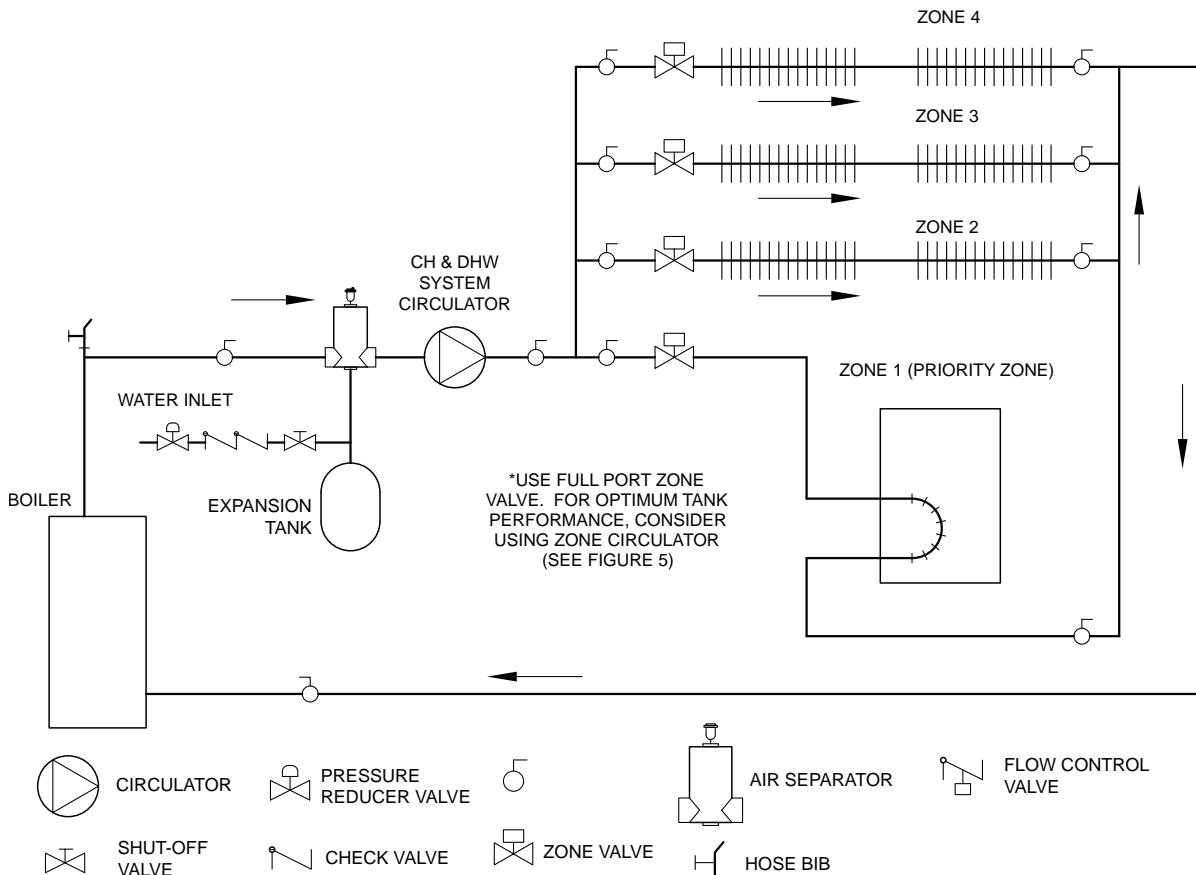 ZONE 4
ZONE 3
ZONE 2
CH & DHW
SYSTEM
CIRCULATOR
ZONE 1 (PRIORITY ZONE)
WATER INLET
BOILER
EXPANSION
TANK
*USE FULL PORT ZONE
VALVE. FOR OPTIMUM TANK
PERFORMANCE, CONSIDER
USING ZONE CIRCULATOR
(SEE FIGURE 5)
CIRCULATOR
PRESSURE
REDUCER VALVE
AIR SEPARATOR
FLOW CONTROL
VALVE
SHUT-OFF
VALVE
CHECK VALVE
ZONE VALVE
HOSE BIB